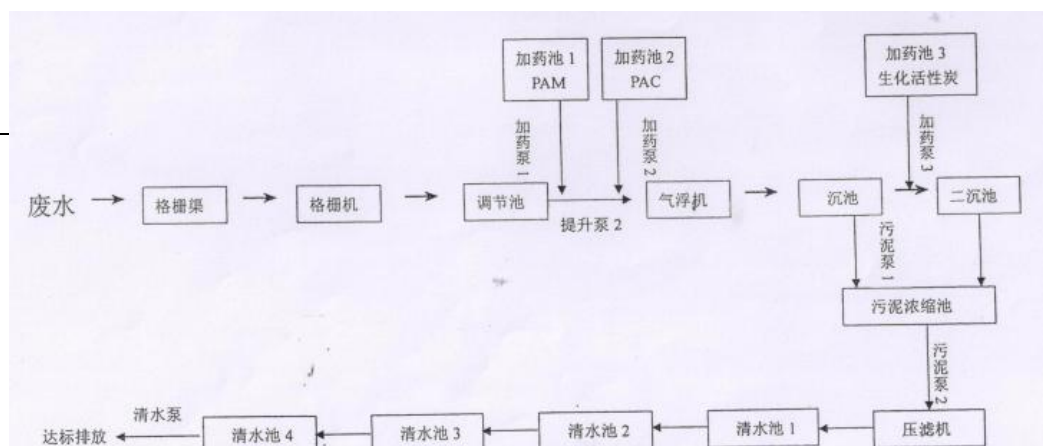 加药池 1
PAM
加药池 2
PAC
加药池 3
生化活性炭
加药泵 1
加药泵 2
加药泵 3
废水
格栅渠
格栅机
调节池
提升泵 2
气浮机
沉池
二沉池
污泥泵 1
污泥浓缩池
污泥泵 2
清水泵
达标排放
清水池 4
清水池 3
清水池 2
清水池 1
压滤机